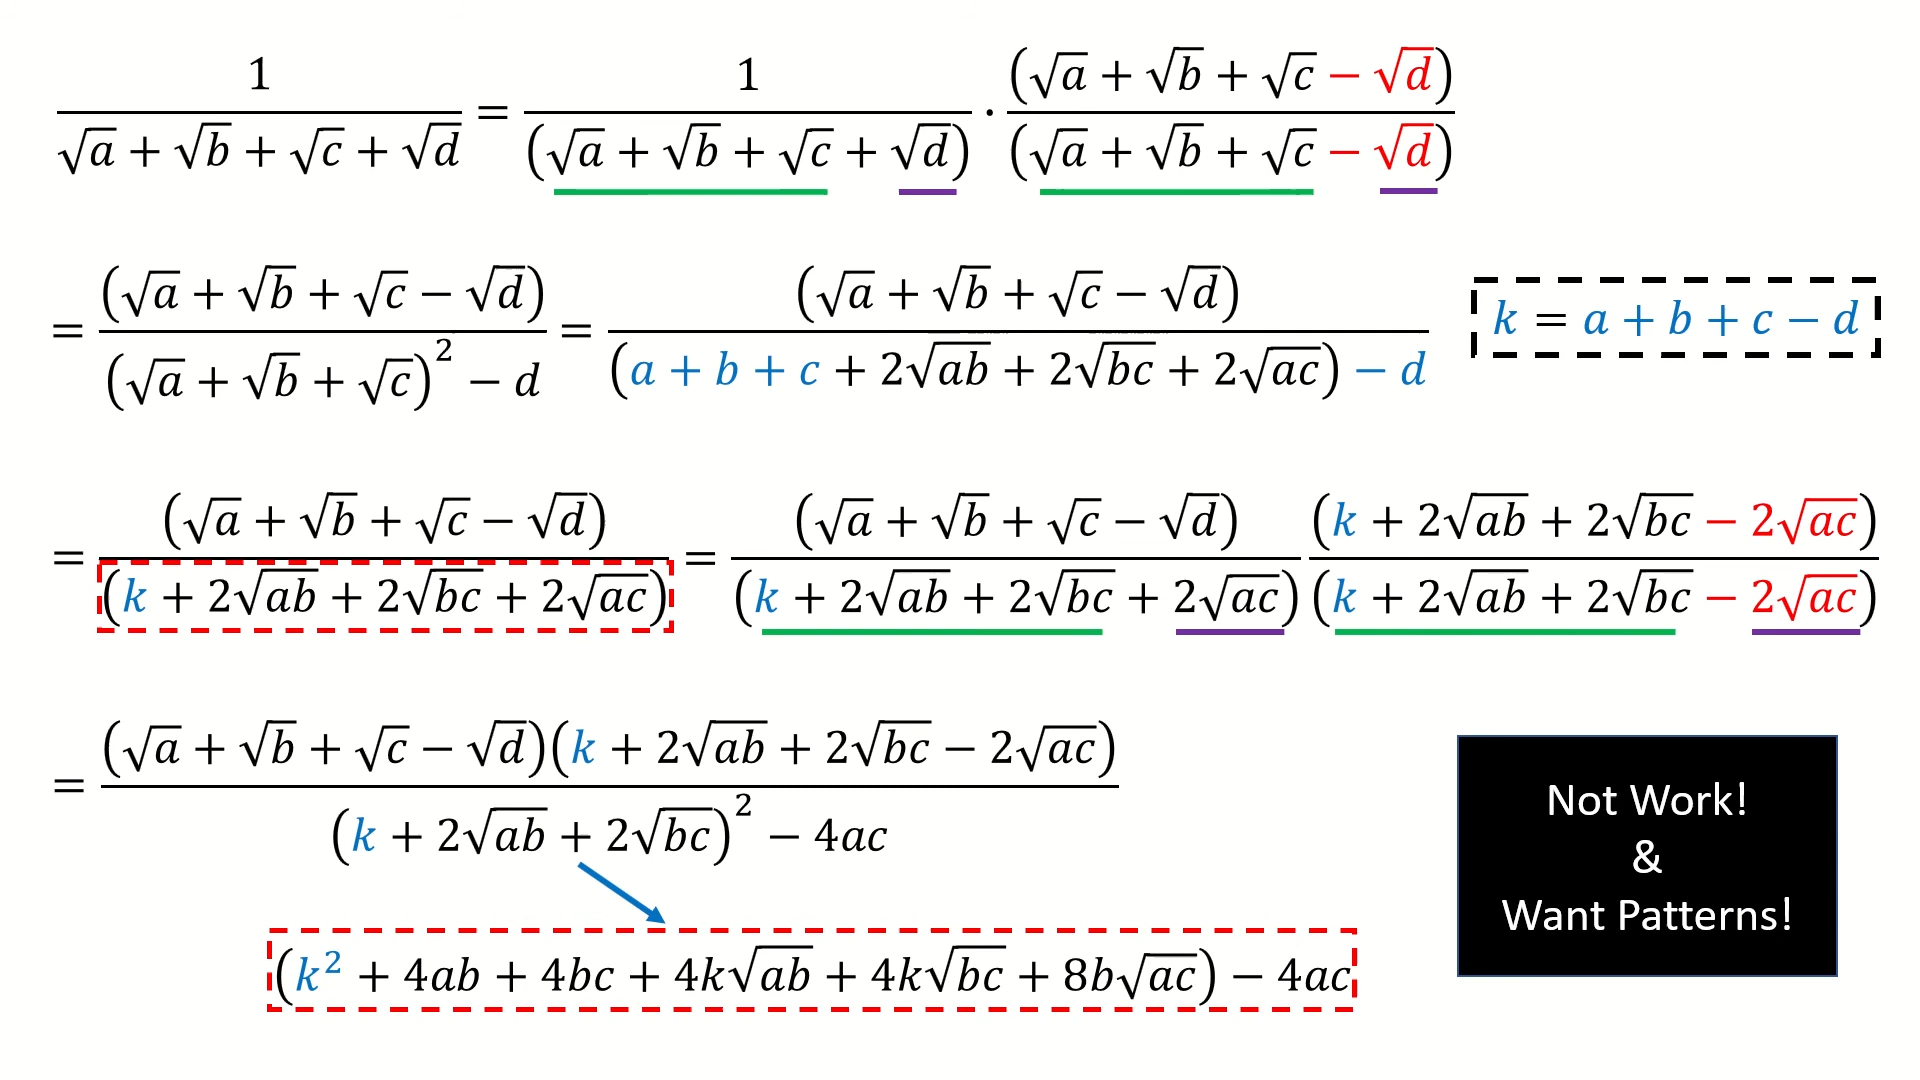 1/(√a + √b + √c + √d) = 1/(√a + √b + √c + √d) · (√a + √b + √c − √d)/(√a + √b + √c − √d)
= (√a + √b + √c − √d)/((√a + √b + √c)² − d) = (√a + √b + √c − √d)/((a + b + c + 2√(ab) + 2√(bc) + 2√(ac)) − d)
k = a + b + c − d
= (√a + √b + √c − √d)/(k + 2√(ab) + 2√(bc) + 2√(ac)) = (√a + √b + √c − √d)/(k + 2√(ab) + 2√(bc) + 2√(ac)) (k + 2√(ab) + 2√(bc) − 2√(ac))/(k + 2√(ab) + 2√(bc) − 2√(ac))
= (√a + √b + √c − √d)(k + 2√(ab) + 2√(bc) − 2√(ac))/((k + 2√(ab) + 2√(bc))² − 4ac)
(k² + 4ab + 4bc + 4k√(ab) + 4k√(bc) + 8b√(ac)) − 4ac
Not Work!
&
Want Patterns!